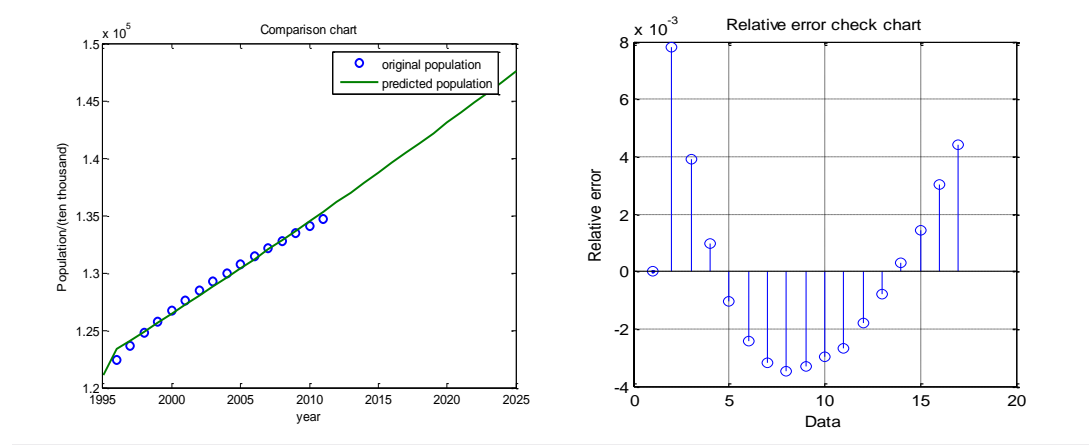 Comparison chart
x 10^5
1.5
1.45
1.4
1.35
1.3
1.25
1.2
Population/(ten thousand)
original population
predicted population
1995 2000 2005 2010 2015 2020 2025
year
Relative error check chart
x 10^-3
8
6
4
2
0
-2
-4
Relative error
0 5 10 15 20
Data